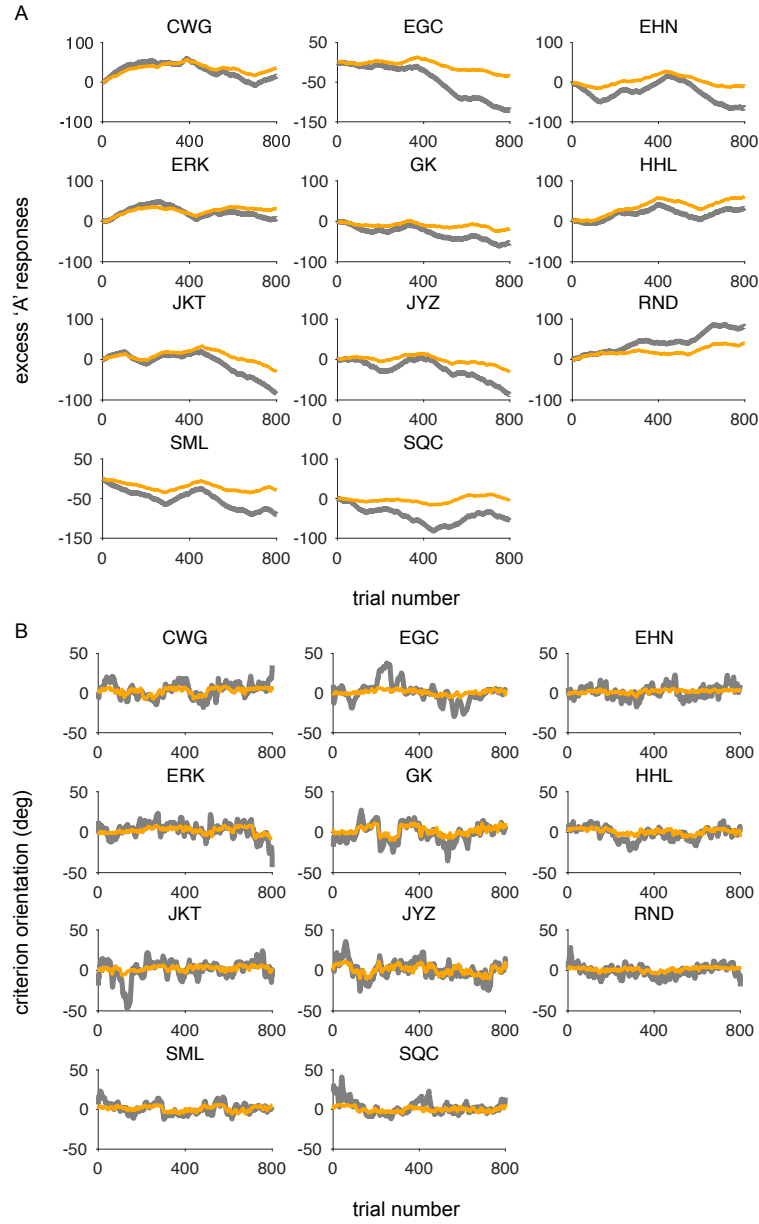 A
CWG EGC EHN
100 50 100
0 -50 0
-100 -150 -100
0 400 800 0 400 800 0 400 800
ERK GK HHL
100 100 100
0 0 0
-100 -100 -100
0 400 800 0 400 800 0 400 800
JKT JYZ RND
100 100 100
0 0 0
-100 -100 -100
0 400 800 0 400 800 0 400 800
SML SQC
50 100
-50 0
-150 -100
0 400 800 0 400 800
excess ‘A’ responses
trial number
B
CWG EGC EHN
50 50 50
0 0 0
-50 -50 -50
0 400 800 0 400 800 0 400 800
ERK GK HHL
50 50 50
0 0 0
-50 -50 -50
0 400 800 0 400 800 0 400 800
JKT JYZ RND
50 50 50
0 0 0
-50 -50 -50
0 400 800 0 400 800 0 400 800
SML SQC
50 50
0 0
-50 -50
0 400 800 0 400 800
criterion orientation (deg)
trial number